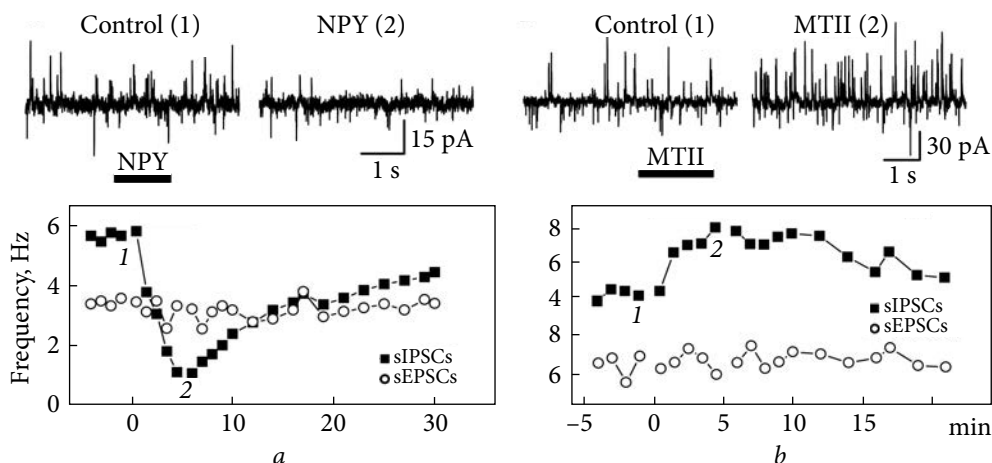 Control (1) NPY (2) Control (1) MTII (2)
15 pA
30 pA
NPY
1 s
MTII
1 s
Frequency, Hz
6
4
2
0
1
2
sIPSCs
sEPSCs
0 10 20 30
a
8
6
4
8
6
1
2
sIPSCs
sEPSCs
−5 0 5 10 15 min
b